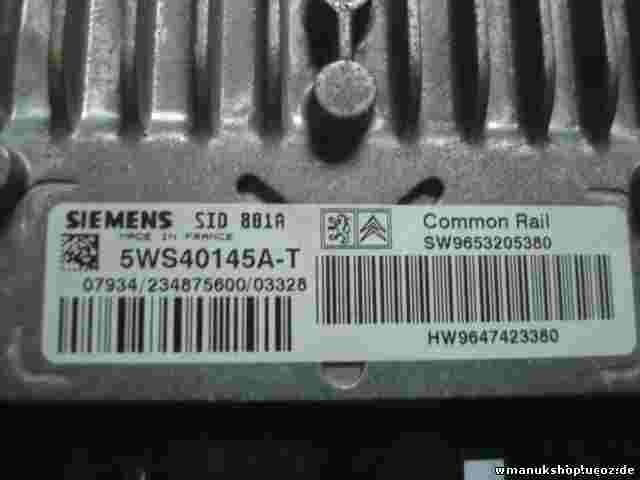 SIEMENS SID 801A
MADE IN FRANCE
5WS40145A-T
07934/234875600/03328
Common Rail
SW9653205380
HW9647423380
wmanukshop.ucoz.de